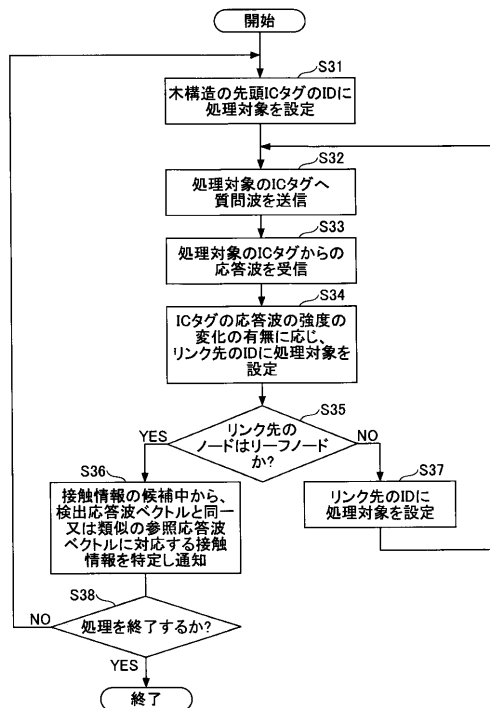 開始
S31
木構造の先頭ICタグのIDに
処理対象を設定
S32
処理対象のICタグへ
質問波を送信
S33
処理対象のICタグからの
応答波を受信
S34
ICタグの応答波の強度の
変化の有無に応じ、
リンク先のIDに処理対象を
設定
S35
リンク先の
ノードはリーフノード
か?
YES
NO
S36
接触情報の候補中から、
検出応答波ベクトルと同一
又は類似の参照応答波
ベクトルに対応する接触
情報を特定し通知
S37
リンク先のIDに
処理対象を設定
S38
処理を終了するか?
NO
YES
終了